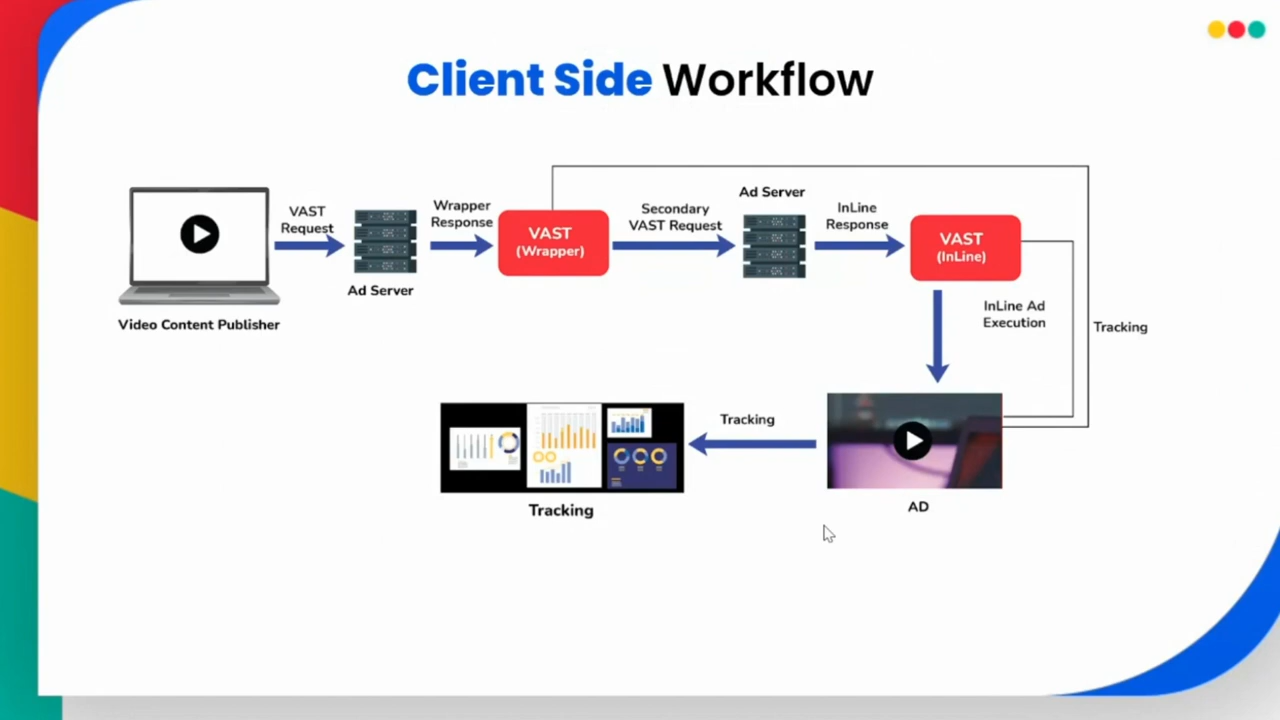 Client Side Workflow
VAST
Request
Ad Server
Wrapper
Response
VAST
(Wrapper)
Secondary
VAST Request
Ad Server
InLine
Response
VAST
(InLine)
Video Content Publisher
InLine Ad
Execution
Tracking
Tracking
AD
Tracking